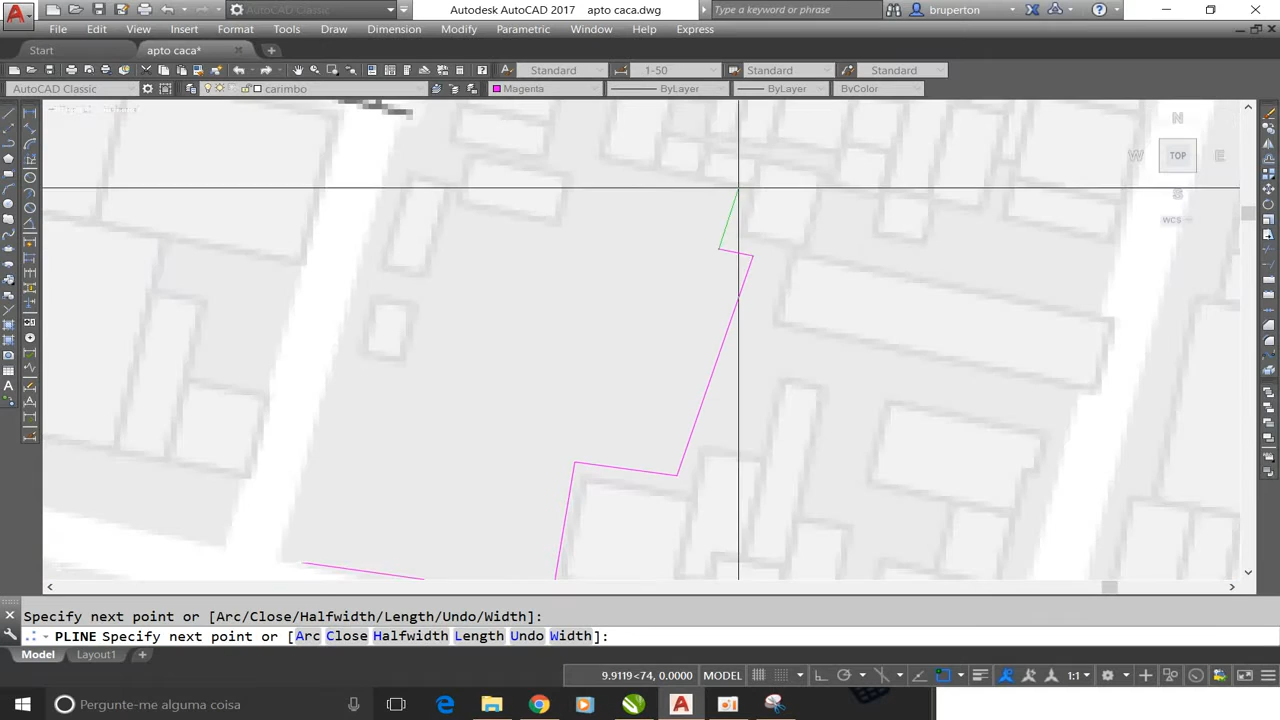 AutoCAD Classic
Autodesk AutoCAD 2017 apto caca.dwg
Type a keyword or phrase
bruperton
File Edit View Insert Format Tools Draw Dimension Modify Parametric Window Help Express
Start
apto caca*
Standard
1-50
Standard
Standard
AutoCAD Classic
carimbo
Magenta
ByLayer
ByLayer
ByColor
N
W
TOP
E
S
WCS
Specify next point or [Arc/Close/Halfwidth/Length/Undo/Width]:
PLINE Specify next point or [Arc Close Halfwidth Length Undo Width]:
Model Layout1
9.9119<74, 0.0000 MODEL
1:1
Pergunte-me alguma coisa